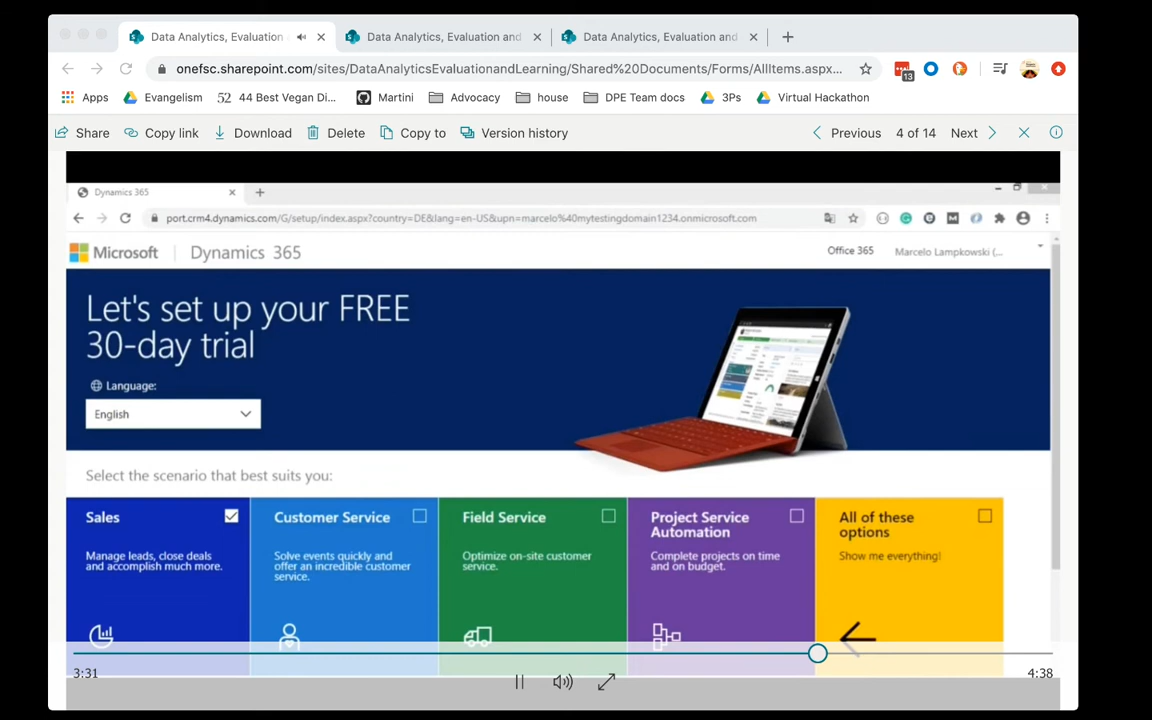 Data Analytics, Evaluation
Data Analytics, Evaluation and
Data Analytics, Evaluation and
onefsc.sharepoint.com/sites/DataAnalyticsEvaluationandLearning/Shared%20Documents/Forms/AllItems.aspx...
13
Apps
Evangelism
52
44 Best Vegan Di...
Martini
Advocacy
house
DPE Team docs
3Ps
Virtual Hackathon
Share
Copy link
Download
Delete
Copy to
Version history
Previous
4 of 14
Next
Dynamics 365
port.crm4.dynamics.com/G/setup/index.aspx?country=DE&lang=en-US&upn=marcelo%40mytestingdomain1234.onmicrosoft.com
Microsoft | Dynamics 365
Office 365
Marcelo Lampkowski (...
Let's set up your FREE
30-day trial
Language:
English
Select the scenario that best suits you:
Sales
Manage leads, close deals
and accomplish much more.
Customer Service
Solve events quickly and
offer an incredible customer
service.
Field Service
Optimize on-site customer
service.
Project Service
Automation
Complete projects on time
and on budget.
All of these
options
Show me everything!
3:31
4:38